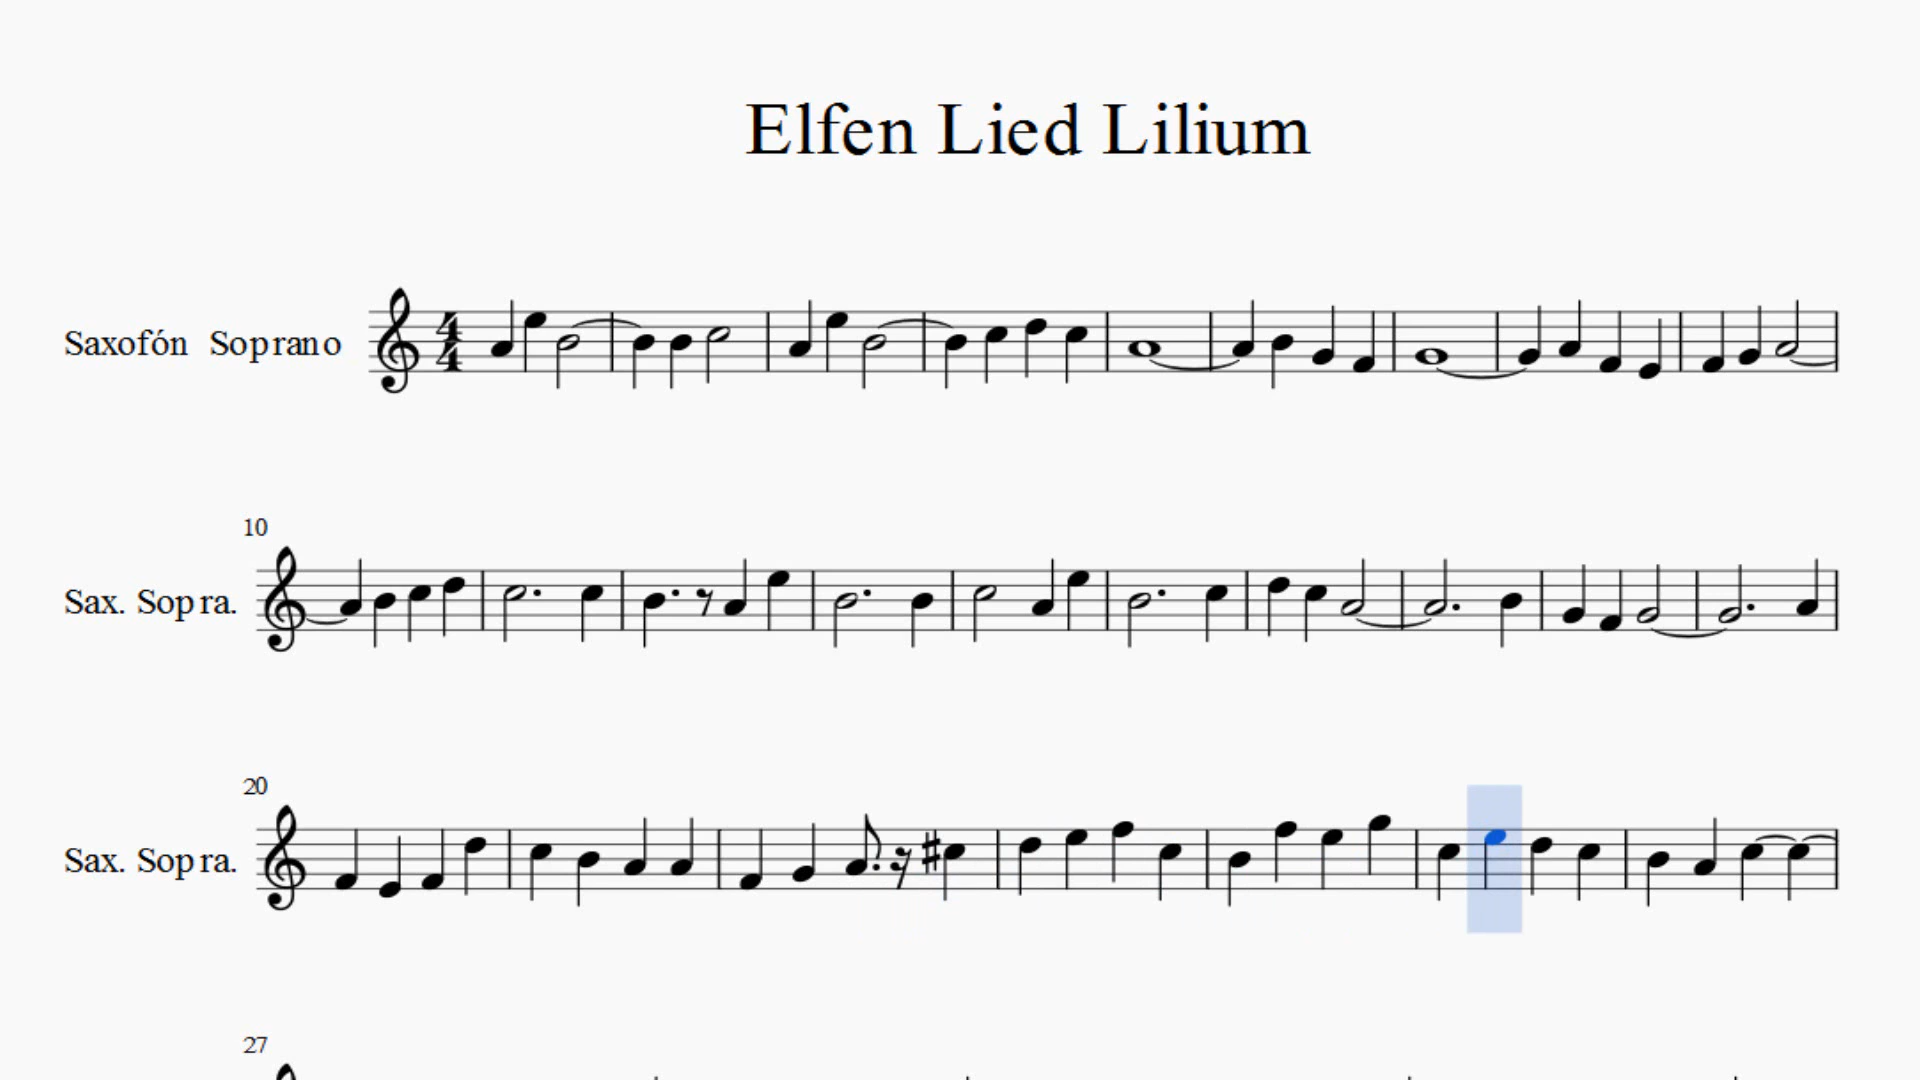 Elfen Lied Lilium
Saxofón Soprano
4
4
10
Sax. Sopra.
20
Sax. Sopra.
27